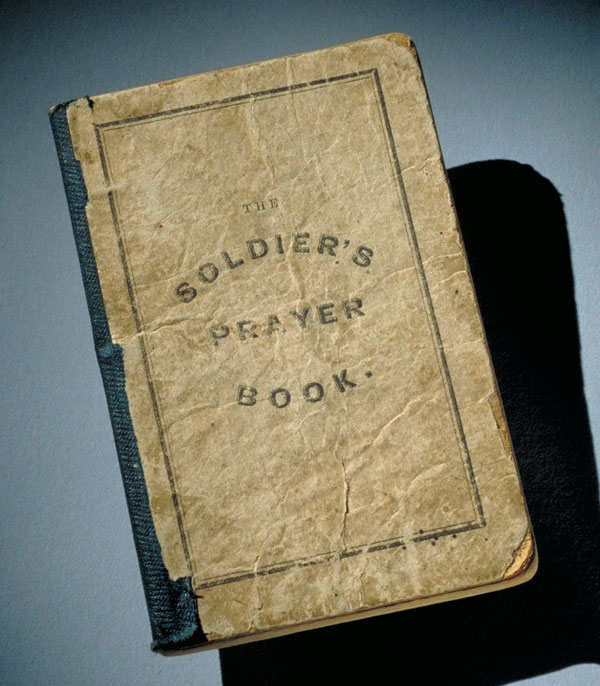 THE
SOLDIER'S
PRAYER
BOOK.